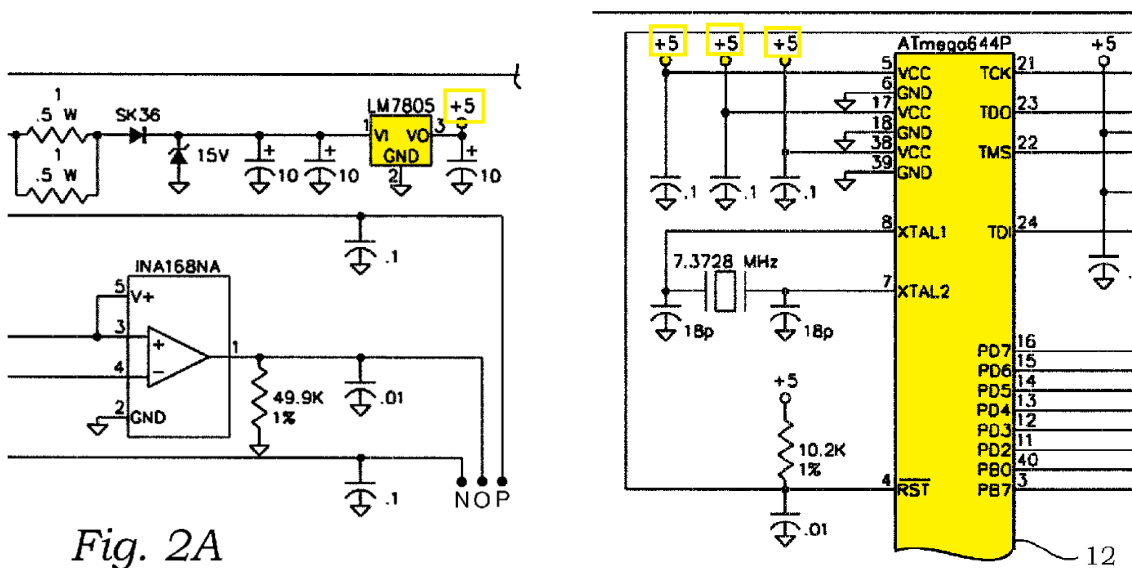 1
.5 W
SK36
1
.5 W
15V
+
10
+
10
LM7805
1 VI VO 3
GND
2
+5
+
10
.1
INA168NA
5
V+
3
+
4
−
1
2
GND
49.9K
1%
.01
.1
N O P
Fig. 2A
+5 +5 +5
ATmega644P
+5
5 VCC
6 GND
17 VCC
18 GND
38 VCC
39 GND
TCK 21
TDO 23
TMS 22
TDI 24
.1 .1 .1
8 XTAL1
7.3728 MHz
7 XTAL2
18p 18p
+5
10.2K
1%
4 RST
.01
PD7 16
PD6 15
PD5 14
PD4 13
PD3 12
PD2 11
PB0 40
PB7 3
12